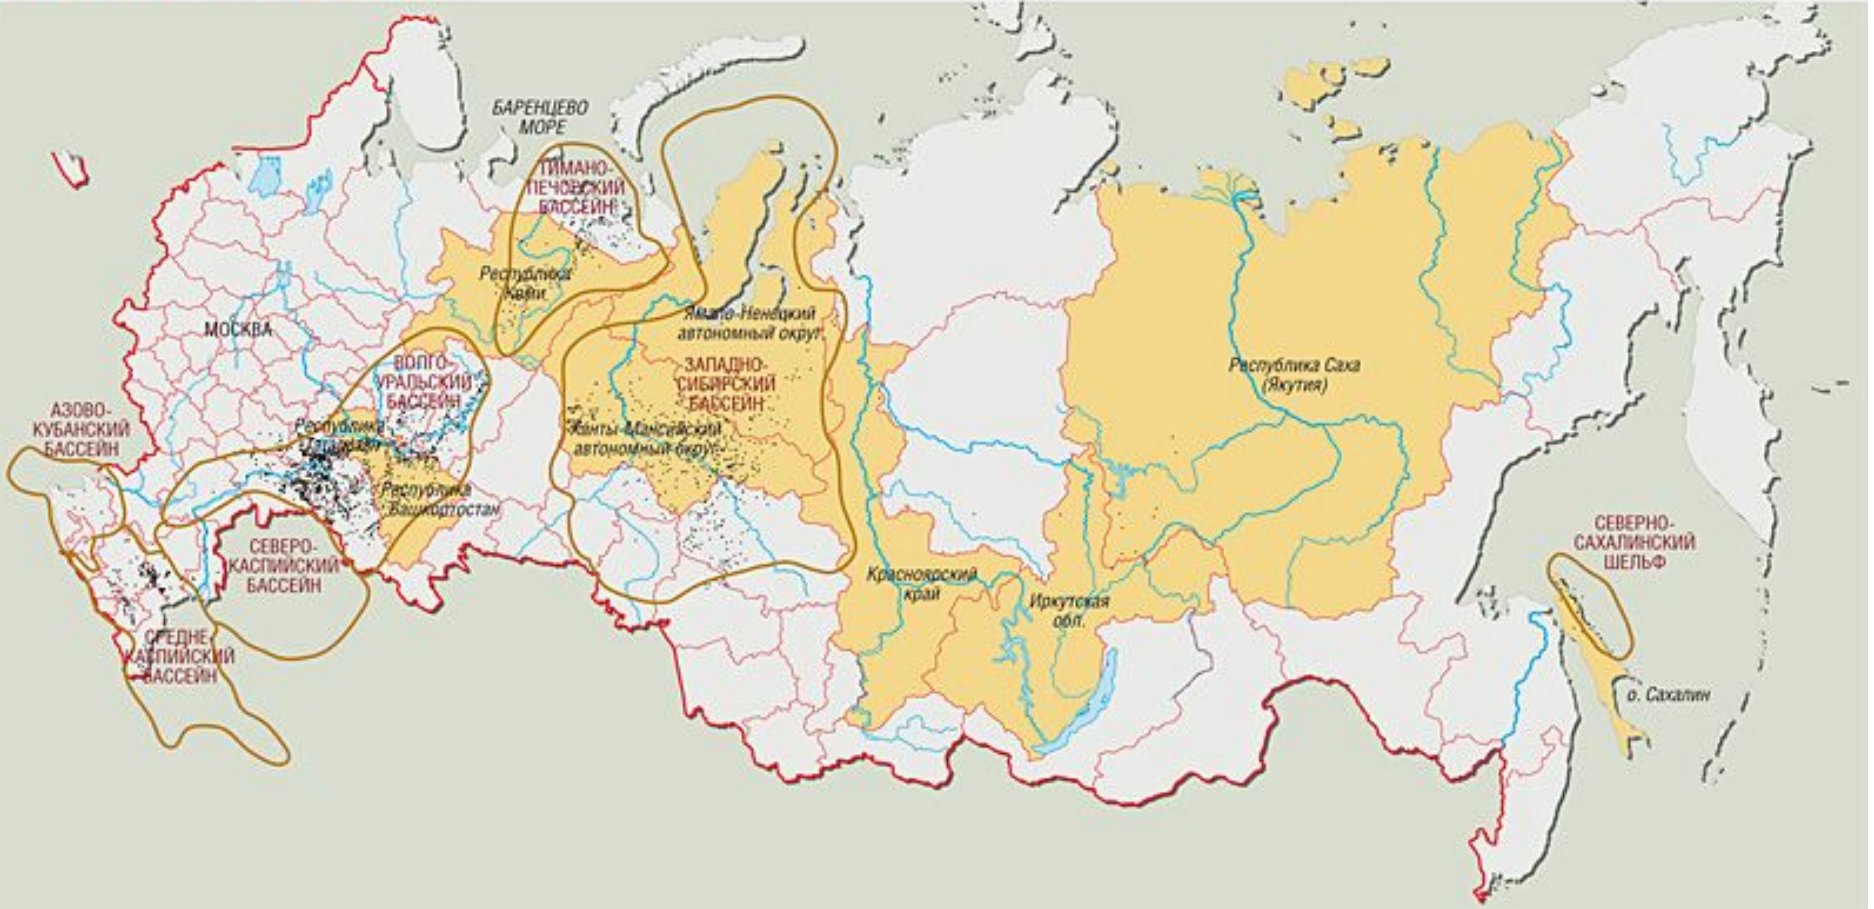 БАРЕНЦЕВО
МОРЕ
ТИМАНО-
ПЕЧОРСКИЙ
БАССЕЙН
Республика
Коми
Ямало-Ненецкий
автономный округ
МОСКВА
ВОЛГО-
УРАЛЬСКИЙ
БАССЕЙН
ЗАПАДНО-
СИБИРСКИЙ
БАССЕЙН
Республика Саха
(Якутия)
АЗОВО-
КУБАНСКИЙ
БАССЕЙН
Республика
Татарстан
Ханты-Мансийский
автономный округ
Республика
Башкортостан
СЕВЕРО-
КАСПИЙСКИЙ
БАССЕЙН
СЕВЕРНО-
САХАЛИНСКИЙ
ШЕЛЬФ
Красноярский
край
Иркутская
обл.
СРЕДНЕ-
КАСПИЙСКИЙ
БАССЕЙН
о. Сахалин